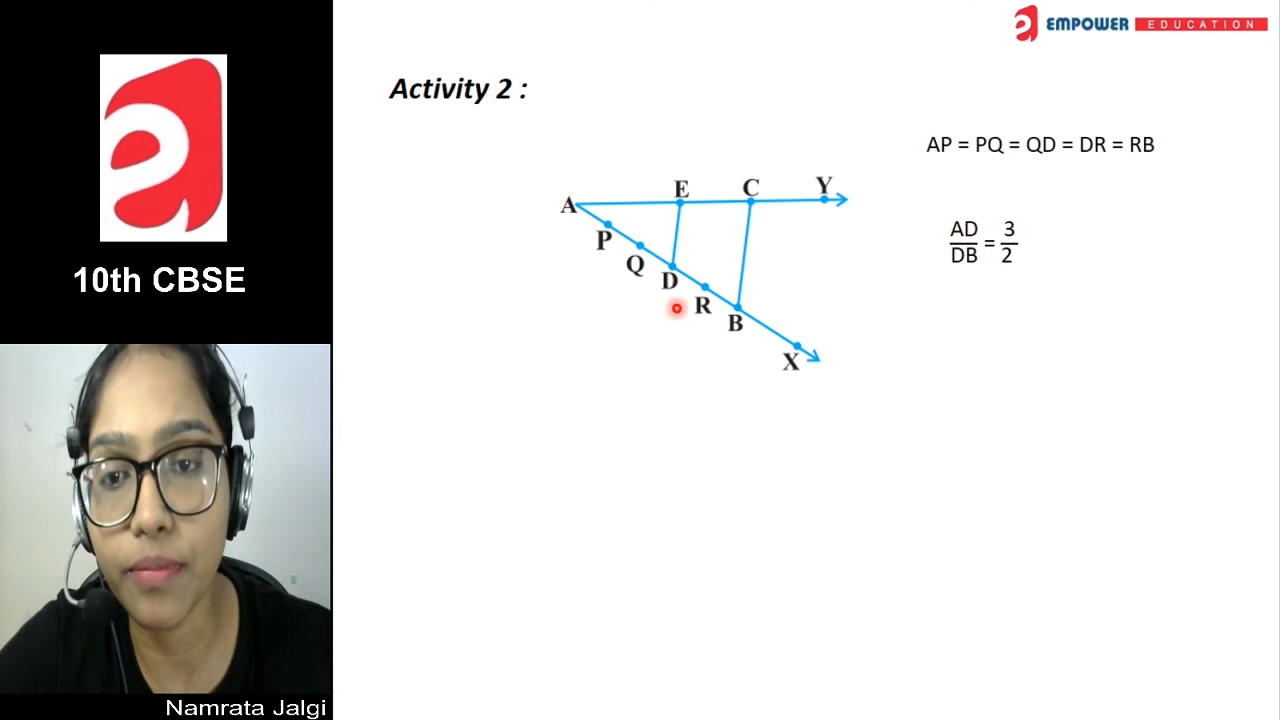 EMPOWER EDUCATION
Activity 2 :
AP = PQ = QD = DR = RB
E C Y
A
P
Q
D
R
B
X
AD/DB = 3/2
10th CBSE
Namrata Jalgi